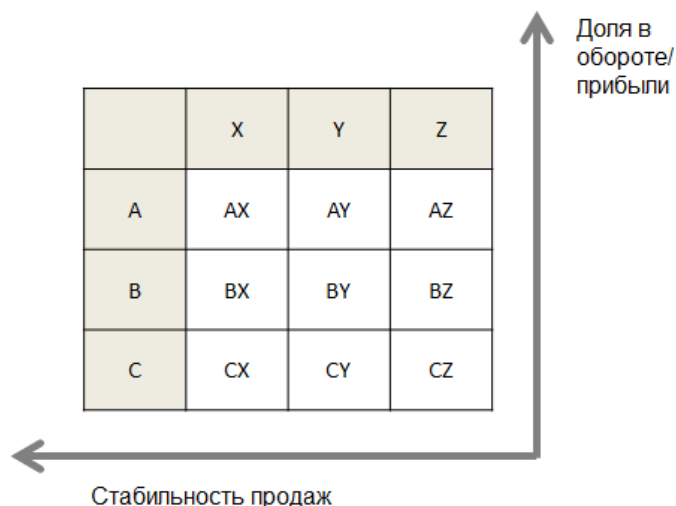 Доля в
обороте/
прибыли
X Y Z
A AX AY AZ
B BX BY BZ
C CX CY CZ
Стабильность продаж